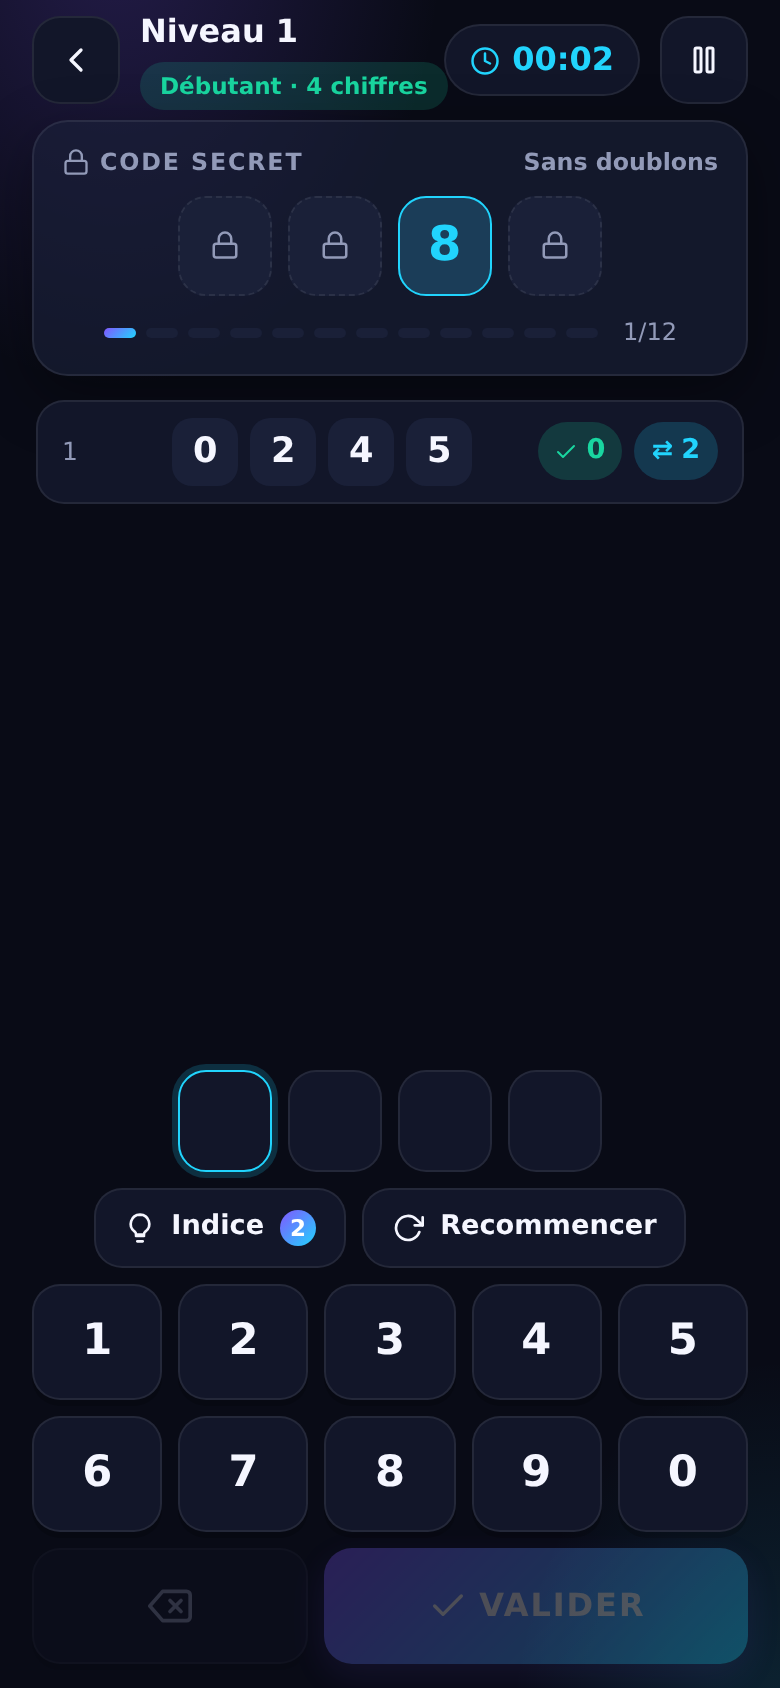 Niveau 1
Débutant · 4 chiffres
00:02
CODE SECRET
Sans doublons
8
1/12
1
0 2 4 5
0
2
Indice 2
Recommencer
1 2 3 4 5
6 7 8 9 0
VALIDER